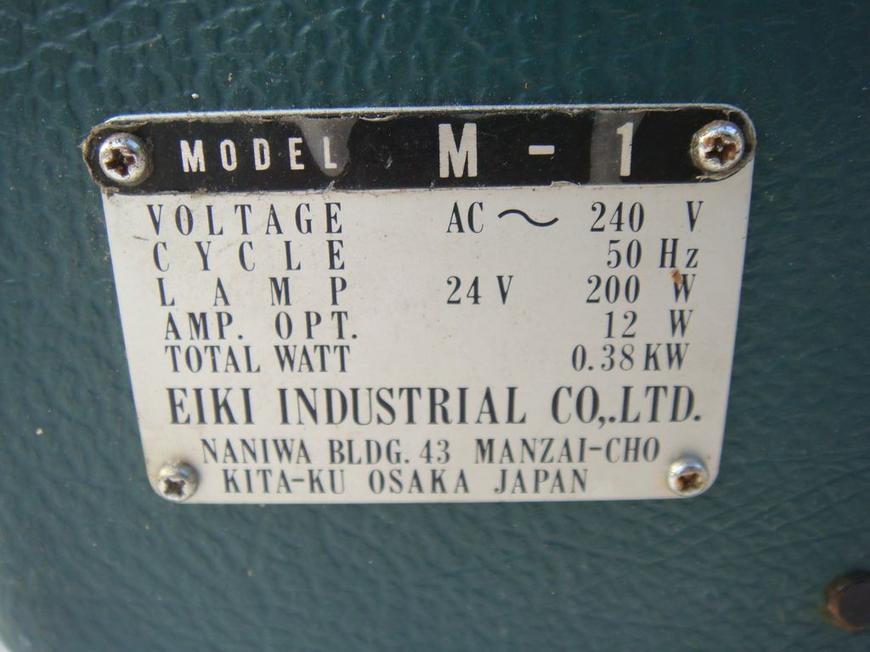 MODEL M - 1
VOLTAGE AC ~ 240 V
CYCLE 50 Hz
LAMP 24 V 200 W
AMP. OPT. 12 W
TOTAL WATT 0.38 KW
EIKI INDUSTRIAL CO,.LTD.
NANIWA BLDG. 43 MANZAI-CHO
KITA-KU OSAKA JAPAN